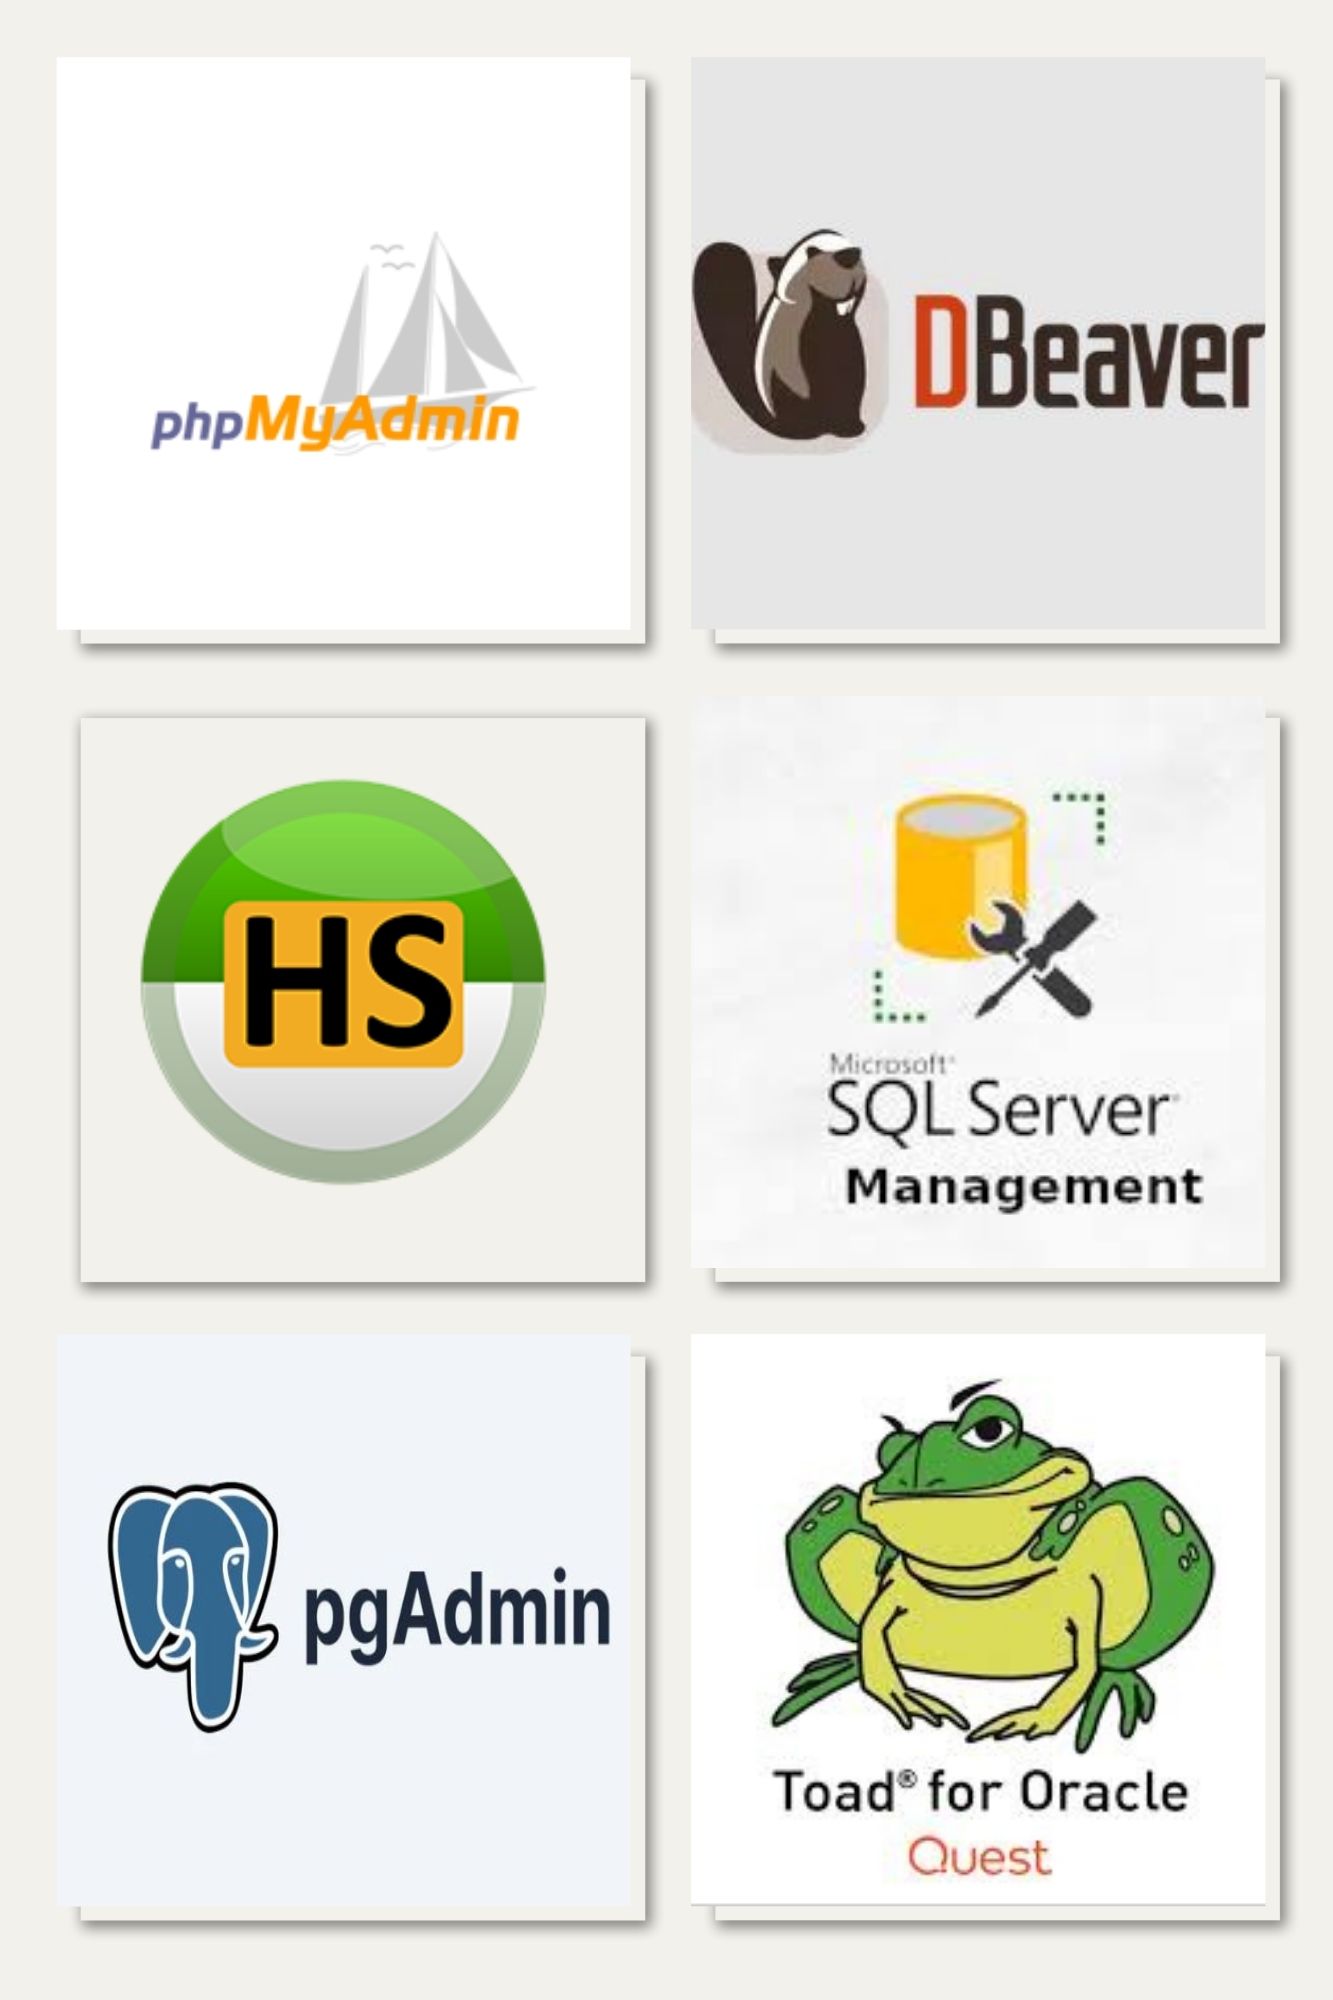 phpMyAdmin
DBeaver
HS
Microsoft®
SQL Server®
Management
pgAdmin
Toad® for Oracle
Quest